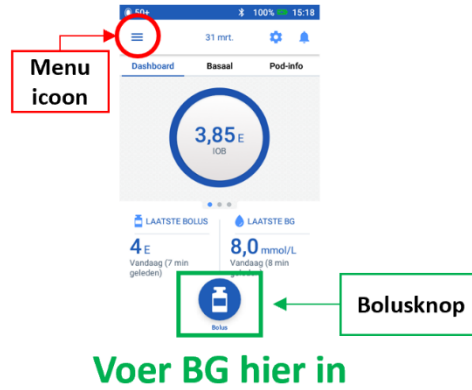 50+ 100% 15:18
31 mrt.
Menu
icoon
Dashboard Basaal Pod-info
3,85 E
IOB
LAATSTE BOLUS LAATSTE BG
4 E 8,0 mmol/L
Vandaag (7 min Vandaag (8 min
geleden) geleden)
Bolus
Bolusknop
Voer BG hier in